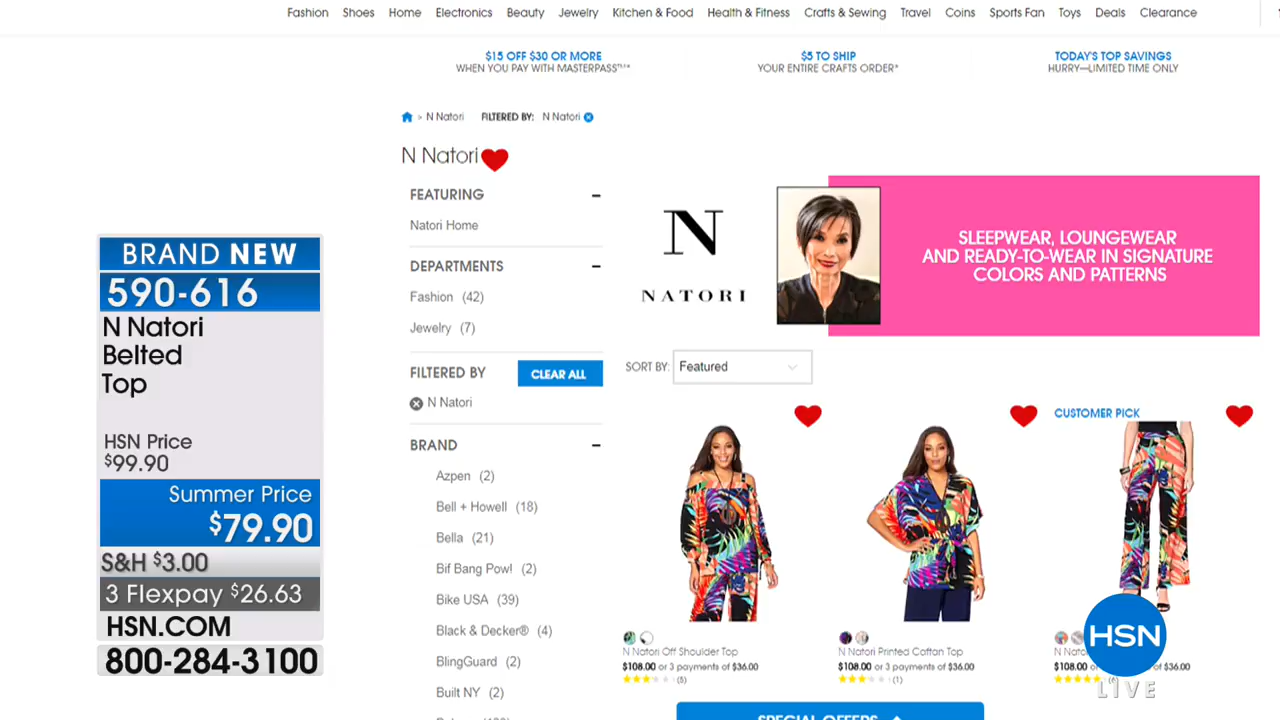 Fashion Shoes Home Electronics Beauty Jewelry Kitchen & Food Health & Fitness Crafts & Sewing Travel Coins Sports Fan Toys Deals Clearance
$15 OFF $30 OR MORE
WHEN YOU PAY WITH MASTERPASS™*
$5 TO SHIP
YOUR ENTIRE CRAFTS ORDER*
TODAY'S TOP SAVINGS
HURRY—LIMITED TIME ONLY
> N Natori FILTERED BY: N Natori
N Natori
FEATURING
Natori Home
DEPARTMENTS
Fashion (42)
Jewelry (7)
FILTERED BY CLEAR ALL
N Natori
BRAND
Azpen (2)
Bell + Howell (18)
Bella (21)
Bif Bang Pow! (2)
Bike USA (39)
Black & Decker® (4)
BlingGuard (2)
Built NY (2)
N
NATORI
SLEEPWEAR, LOUNGEWEAR
AND READY-TO-WEAR IN SIGNATURE
COLORS AND PATTERNS
SORT BY: Featured
CUSTOMER PICK
N Natori Off Shoulder Top
$108.00 or 3 payments of $36.00
(5)
N Natori Printed Caftan Top
$108.00 or 3 payments of $36.00
(1)
$108.00 $36.00
SPECIAL OFFERS
BRAND NEW
590-616
N Natori
Belted
Top
HSN Price
$99.90
Summer Price
$79.90
S&H $3.00
3 Flexpay $26.63
HSN.COM
800-284-3100
HSN
LIVE